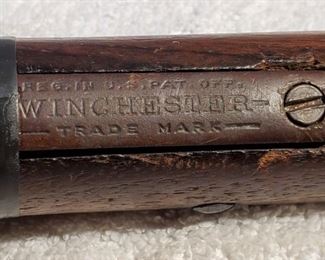 REG. IN U.S. PAT. OFF.
WINCHESTER
TRADE MARK